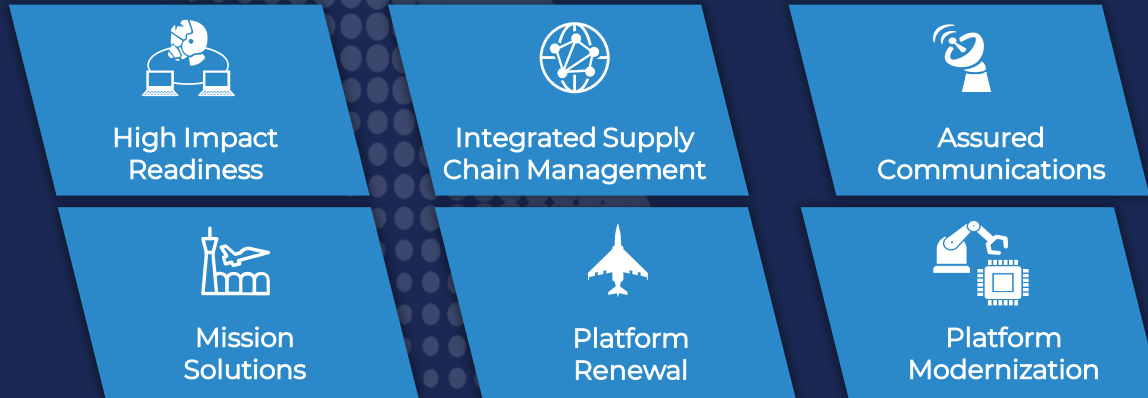 High Impact
Readiness
Integrated Supply
Chain Management
Assured
Communications
Mission
Solutions
Platform
Renewal
Platform
Modernization